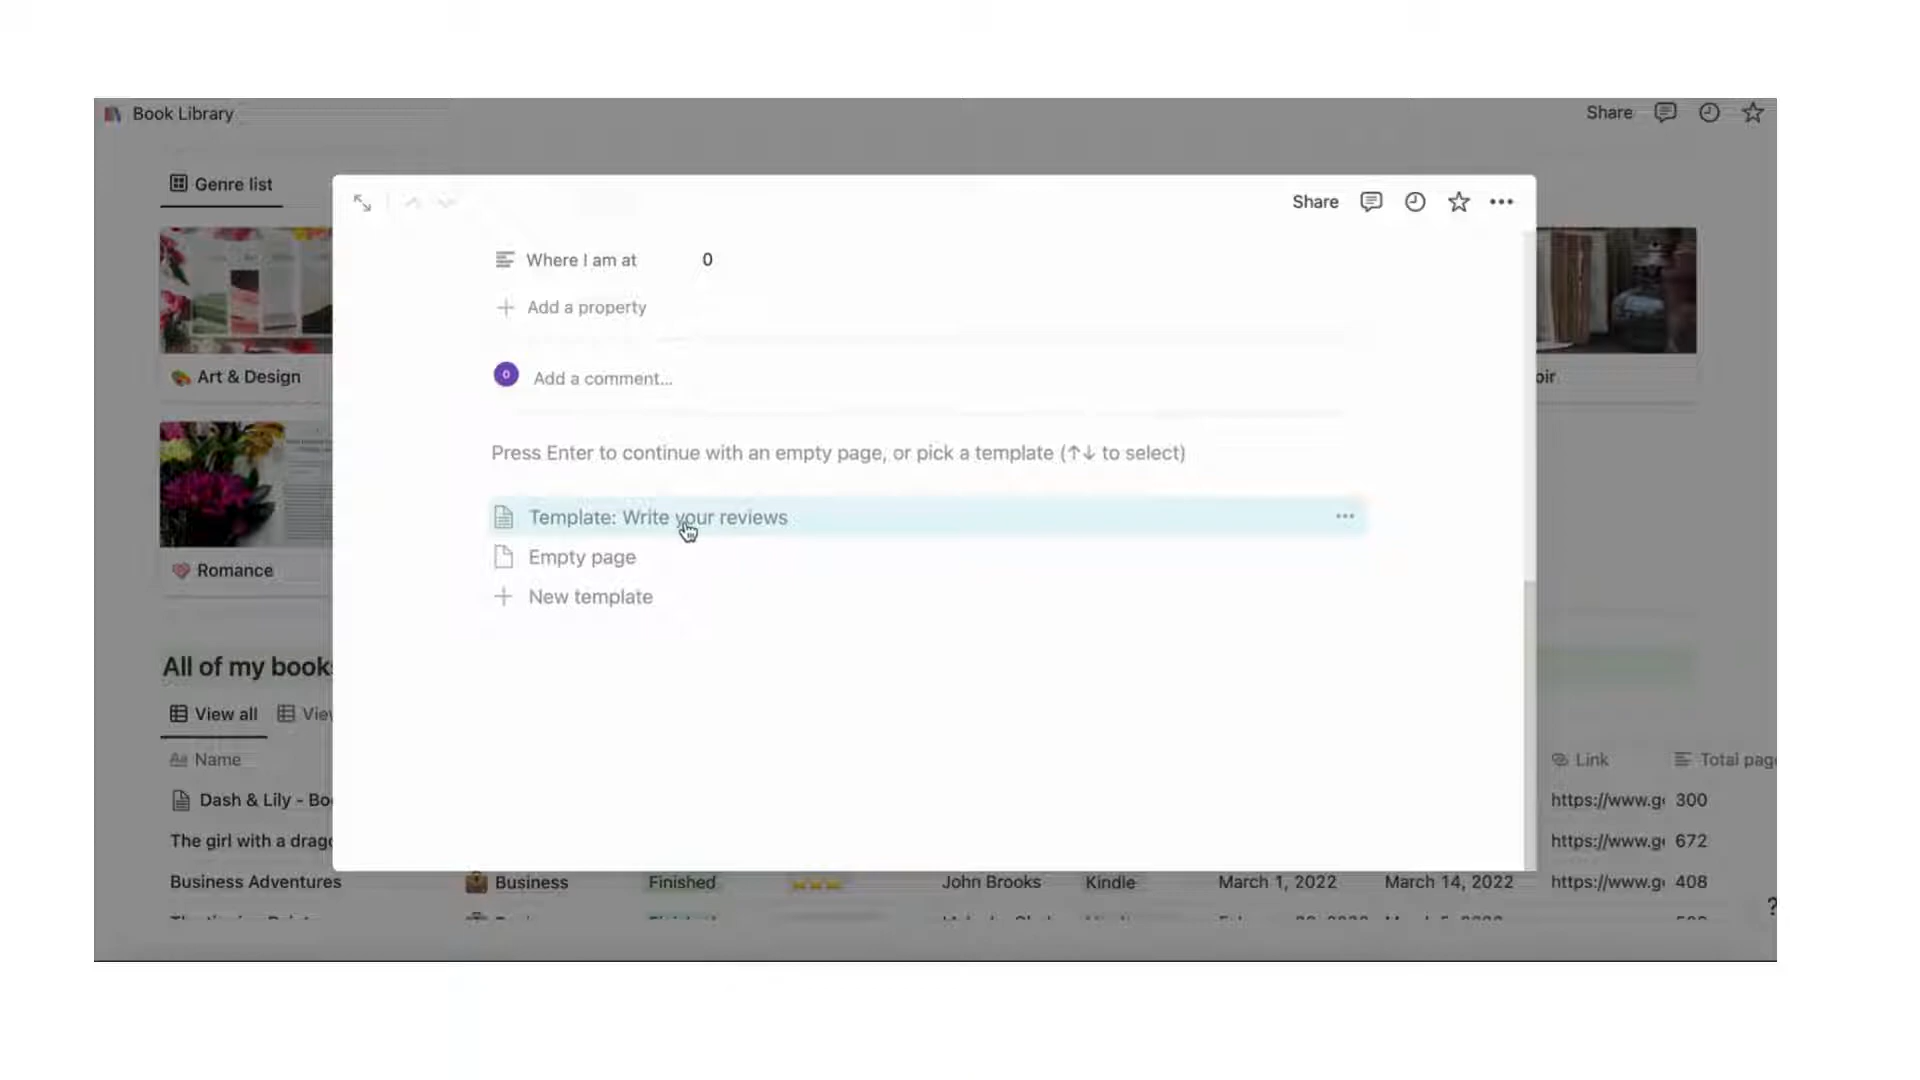 Book Library
Share
Genre list
Share
Where I am at 0
Add a property
Art & Design
oir
Add a comment...
Press Enter to continue with an empty page, or pick a template (↑↓ to select)
Template: Write your reviews
Empty page
Romance
New template
All of my books
View all
Name
Link Total page
Dash & Lily - Bo
https://www.g 300
The girl with a drag
https://www.g 672
Business Adventures Business Finished John Brooks Kindle March 1, 2022 March 14, 2022 https://www.g 408
?